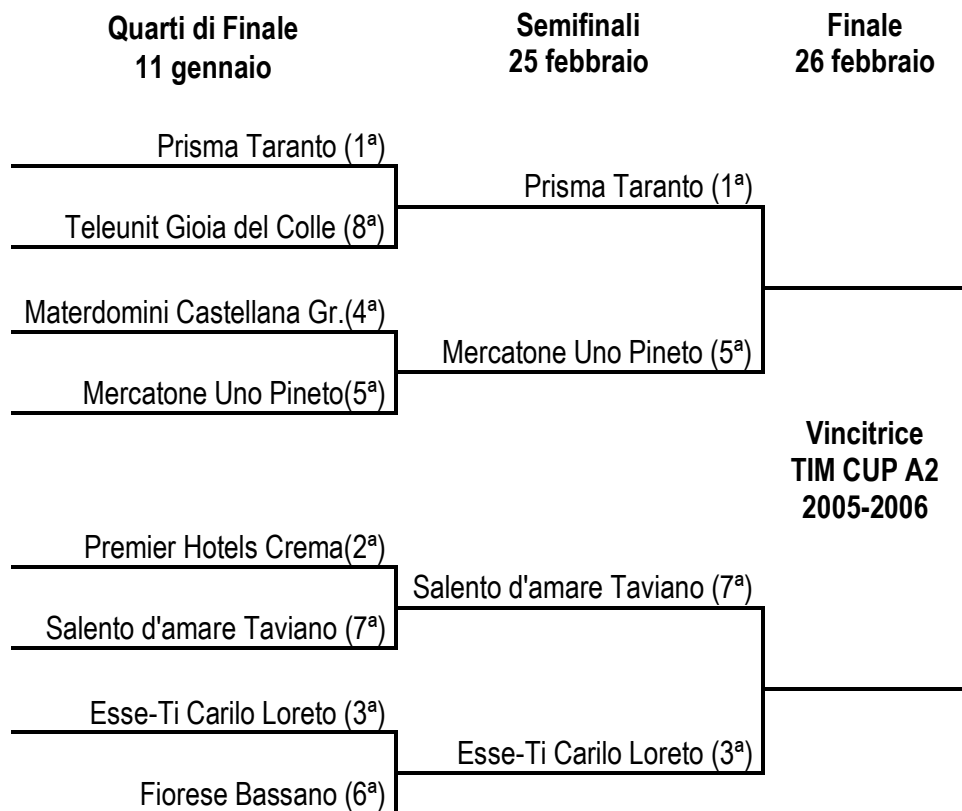 Quarti di Finale
11 gennaio
Semifinali
25 febbraio
Finale
26 febbraio
Prisma Taranto (1ª)
Teleunit Gioia del Colle (8ª)
Materdomini Castellana Gr.(4ª)
Mercatone Uno Pineto(5ª)
Premier Hotels Crema(2ª)
Salento d'amare Taviano (7ª)
Esse-Ti Carilo Loreto (3ª)
Fiorese Bassano (6ª)
Prisma Taranto (1ª)
Mercatone Uno Pineto (5ª)
Salento d'amare Taviano (7ª)
Esse-Ti Carilo Loreto (3ª)
Vincitrice
TIM CUP A2
2005-2006